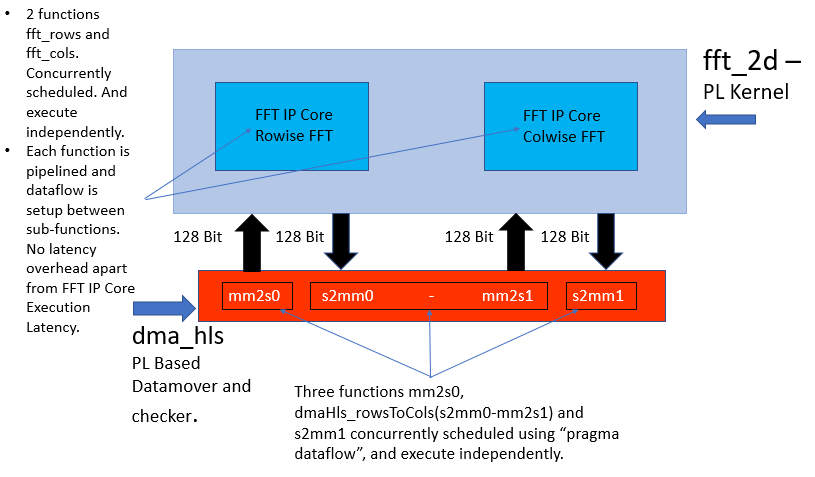 • 2 functions
fft_rows and
fft_cols.
Concurrently
scheduled. And
execute
independently.
• Each function is
pipelined and
dataflow is
setup between
sub-functions.
No latency
overhead apart
from FFT IP Core
Execution
Latency.
fft_2d –
PL Kernel
FFT IP Core
Rowise FFT
FFT IP Core
Colwise FFT
128 Bit
128 Bit
128 Bit
128 Bit
mm2s0
s2mm0 - mm2s1
s2mm1
dma_hls
PL Based
Datamover and
checker.
Three functions mm2s0,
dmaHls_rowsToCols(s2mm0-mm2s1) and
s2mm1 concurrently scheduled using “pragma
dataflow”, and execute independently.